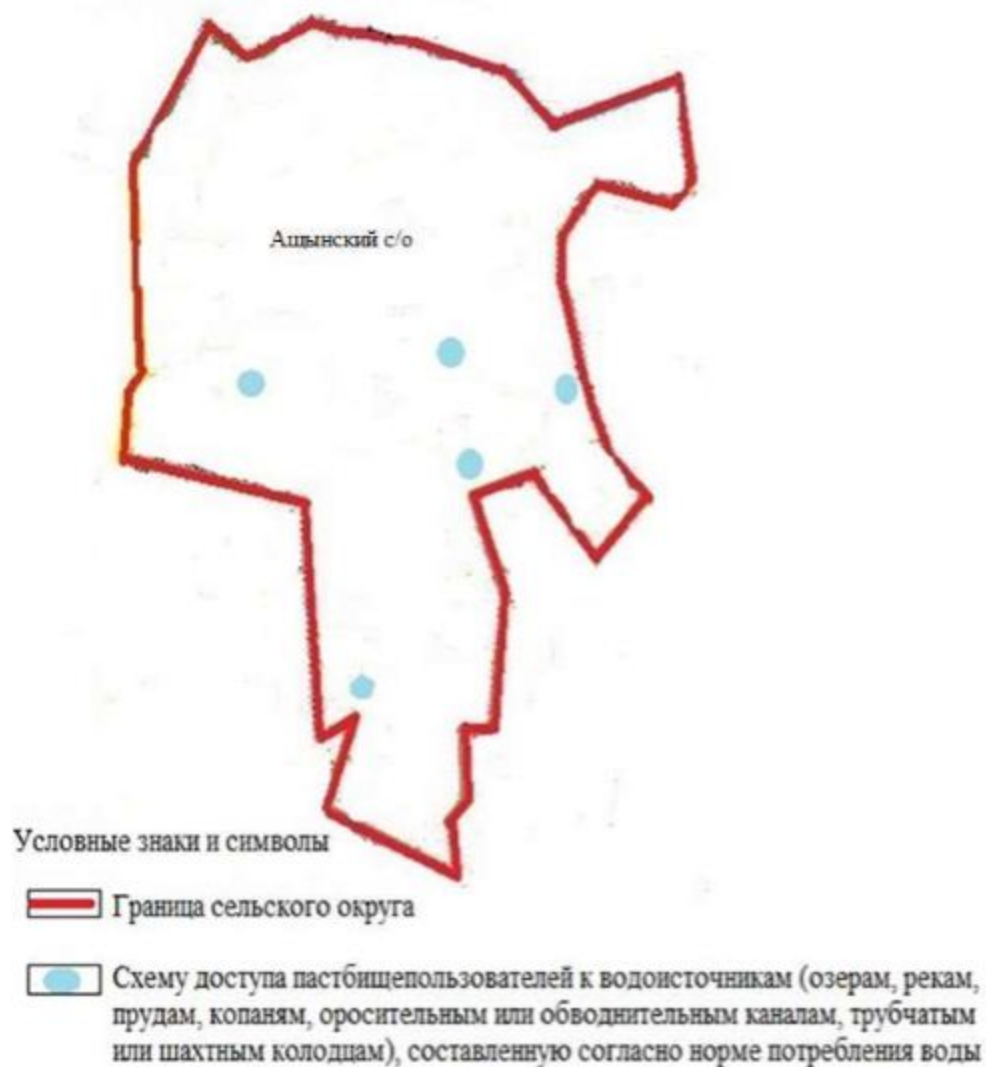 Ащынский с/о
Условные знаки и символы
Граница сельского округа
Схему доступа пастбищепользователей к водоисточникам (озерам, рекам,
прудам, копаням, оросительным или обводнительным каналам, трубчатым
или шахтным колодцам), составленную согласно норме потребления воды